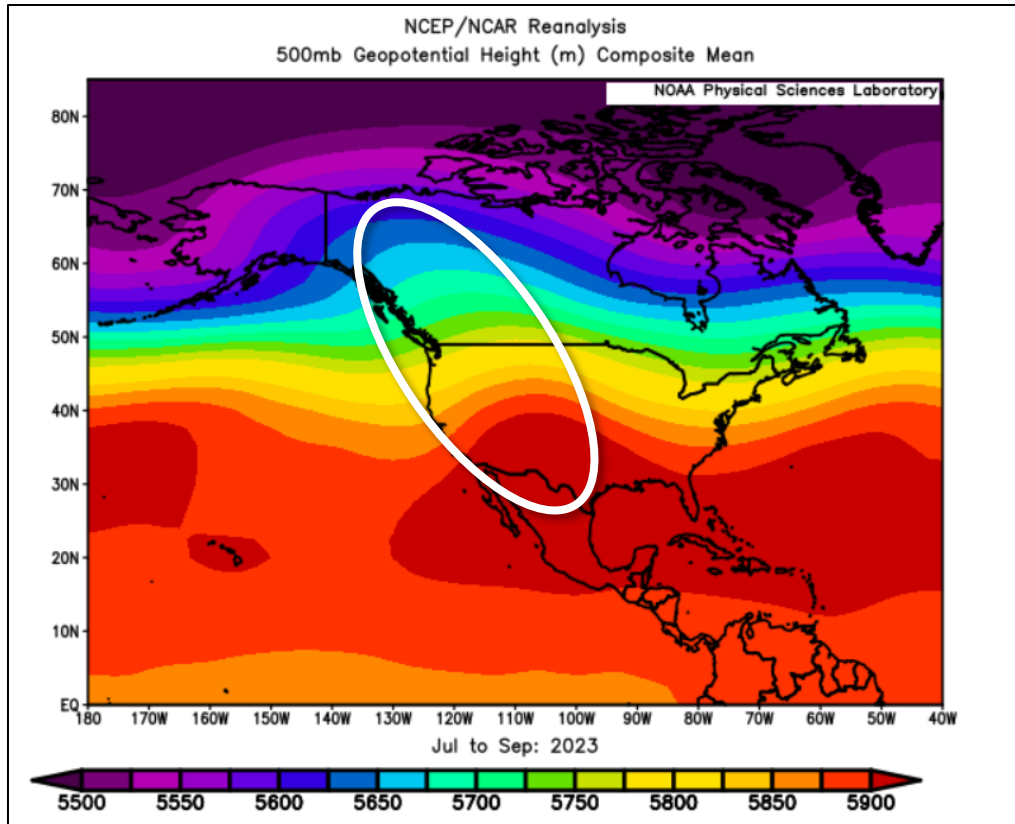 NCEP/NCAR Reanalysis
500mb Geopotential Height (m) Composite Mean
NOAA Physical Sciences Laboratory
80N
70N
60N
50N
40N
30N
20N
10N
EQ
180 170W 160W 150W 140W 130W 120W 110W 100W 90W 80W 70W 60W 50W 40W
Jul to Sep: 2023
5500 5550 5600 5650 5700 5750 5800 5850 5900